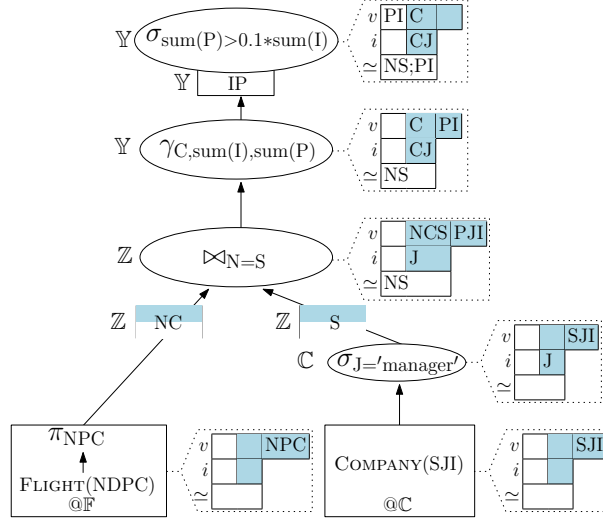 𝕐 σsum(P)>0.1*sum(I)
v PI C
i CJ
≃ NS;PI
𝕐 IP
𝕐 γC,sum(I),sum(P)
v C PI
i CJ
≃ NS
ℤ ⋈N=S
v NCS PJI
i J
≃ NS
ℤ NC
ℤ S
ℂ σJ='manager'
v SJI
i J
≃
πNPC
FLIGHT(NDPC)
@𝔽
v NPC
i
≃
COMPANY(SJI)
@ℂ
v SJI
i
≃